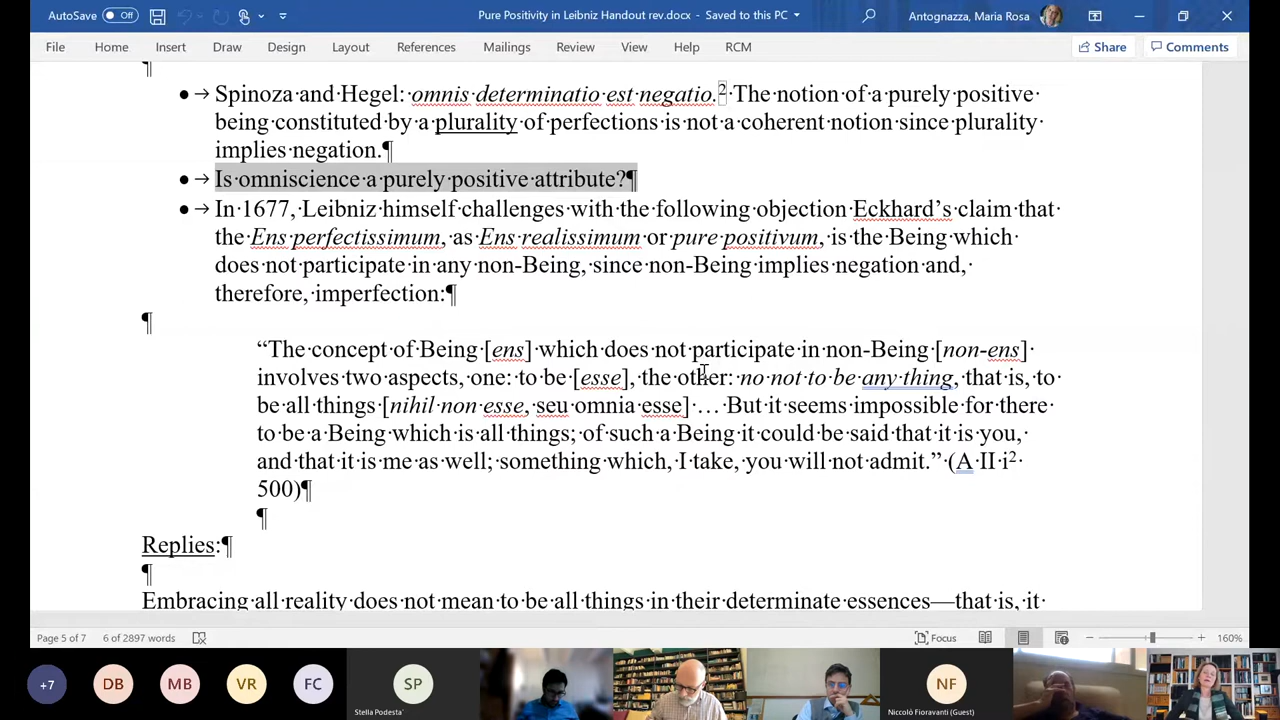 AutoSave Off
Pure Positivity in Leibniz Handout rev.docx - Saved to this PC
Antognazza, Maria Rosa
File Home Insert Draw Design Layout References Mailings Review View Help RCM Share Comments
¶
●→Spinoza·and·Hegel:·omnis·determinatio·est·negatio.2·The·notion·of·a·purely·positive·
being·constituted·by·a·plurality·of·perfections·is·not·a·coherent·notion·since·plurality·
implies·negation.¶
●→Is·omniscience·a·purely·positive·attribute?¶
●→In·1677,·Leibniz·himself·challenges·with·the·following·objection·Eckhard’s·claim·that·
the·Ens·perfectissimum,·as·Ens·realissimum·or·pure·positivum,·is·the·Being·which·
does·not·participate·in·any·non-Being,·since·non-Being·implies·negation·and,·
therefore,·imperfection:¶
¶
“The·concept·of·Being·[ens]·which·does·not·participate·in·non-Being·[non-ens]·
involves·two·aspects,·one:·to·be·[esse],·the·other:·no·not·to·be·any·thing,·that·is,·to·
be·all·things·[nihil·non·esse,·seu·omnia·esse]·…·But·it·seems·impossible·for·there·
to·be·a·Being·which·is·all·things;·of·such·a·Being·it·could·be·said·that·it·is·you,·
and·that·it·is·me·as·well;·something·which,·I·take,·you·will·not·admit.”·(A·II·i2·
500)¶
¶
Replies:¶
¶
Embracing·all·reality·does·not·mean·to·be·all·things·in·their·determinate·essences—that·is,·it·
Page 5 of 7 6 of 2897 words Focus 160%
+7 DB MB VR FC SP NF
Stella Podesta' Niccolò Fioravanti (Guest)